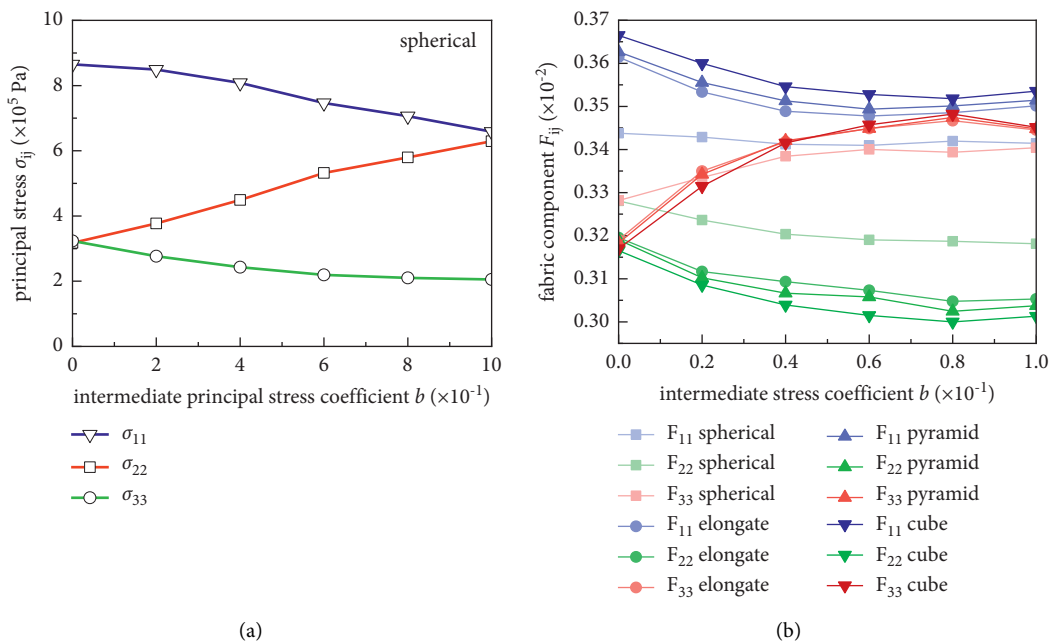 10
8
6
4
2
0
principal stress σij (×10⁵ Pa)
spherical
0 2 4 6 8 10
intermediate principal stress coefficient b (×10⁻¹)
σ11
σ22
σ33
(a)
0.37
0.36
0.35
0.34
0.33
0.32
0.31
0.30
fabric component Fij (×10⁻²)
0.0 0.2 0.4 0.6 0.8 1.0
intermediate stress coefficient b (×10⁻¹)
F11 spherical
F22 spherical
F33 spherical
F11 elongate
F22 elongate
F33 elongate
F11 pyramid
F22 pyramid
F33 pyramid
F11 cube
F22 cube
F33 cube
(b)